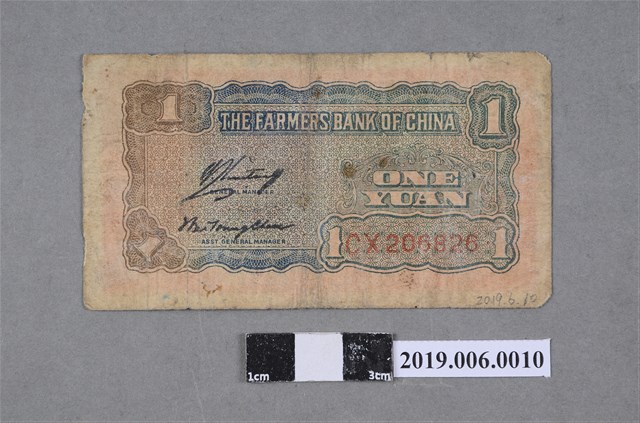 1
THE FARMERS BANK OF CHINA
1
GENERAL MANAGER
ONE
YUAN
ASST. GENERAL MANAGER
1
CX206826
1
1
2019.6.10
1cm
3cm
2019.006.0010